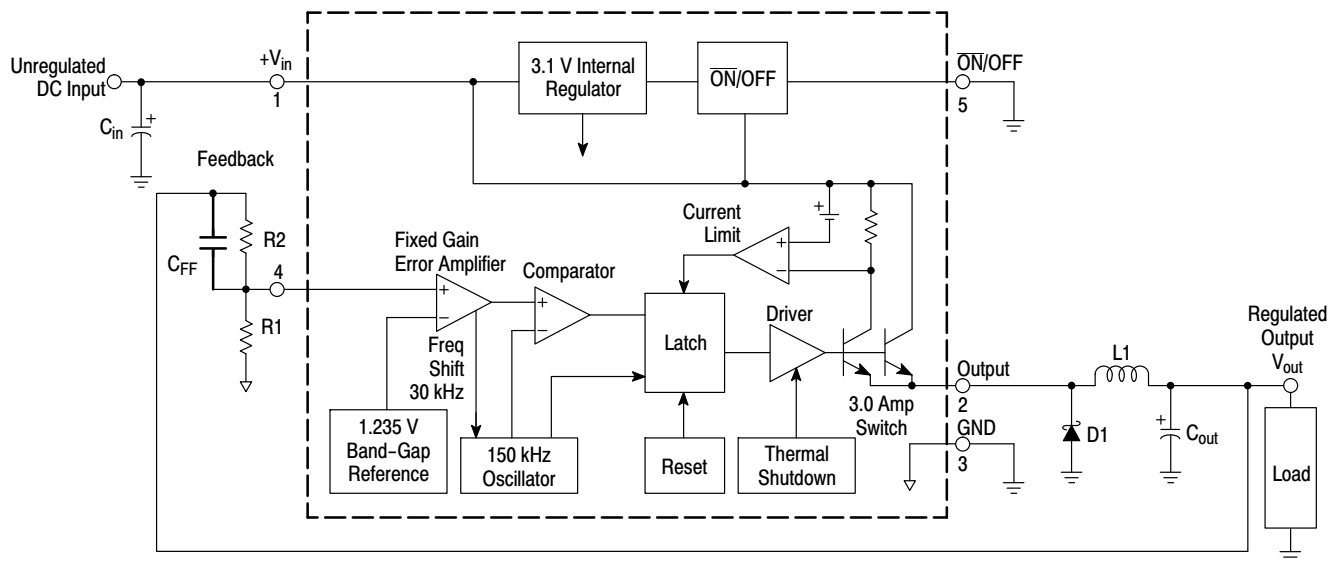 Unregulated
DC Input
+Vin
1
Cin
+
3.1 V Internal
Regulator
ON/OFF
ON/OFF
5
Feedback
CFF
R2
4
R1
Fixed Gain
Error Amplifier
+
−
Comparator
+
−
Current
Limit
+
−
+
Freq
Shift
30 kHz
Latch
Driver
Output
2
3.0 Amp
Switch
GND
3
1.235 V
Band-Gap
Reference
150 kHz
Oscillator
Reset
Thermal
Shutdown
D1
L1
+
Cout
Regulated
Output
Vout
Load